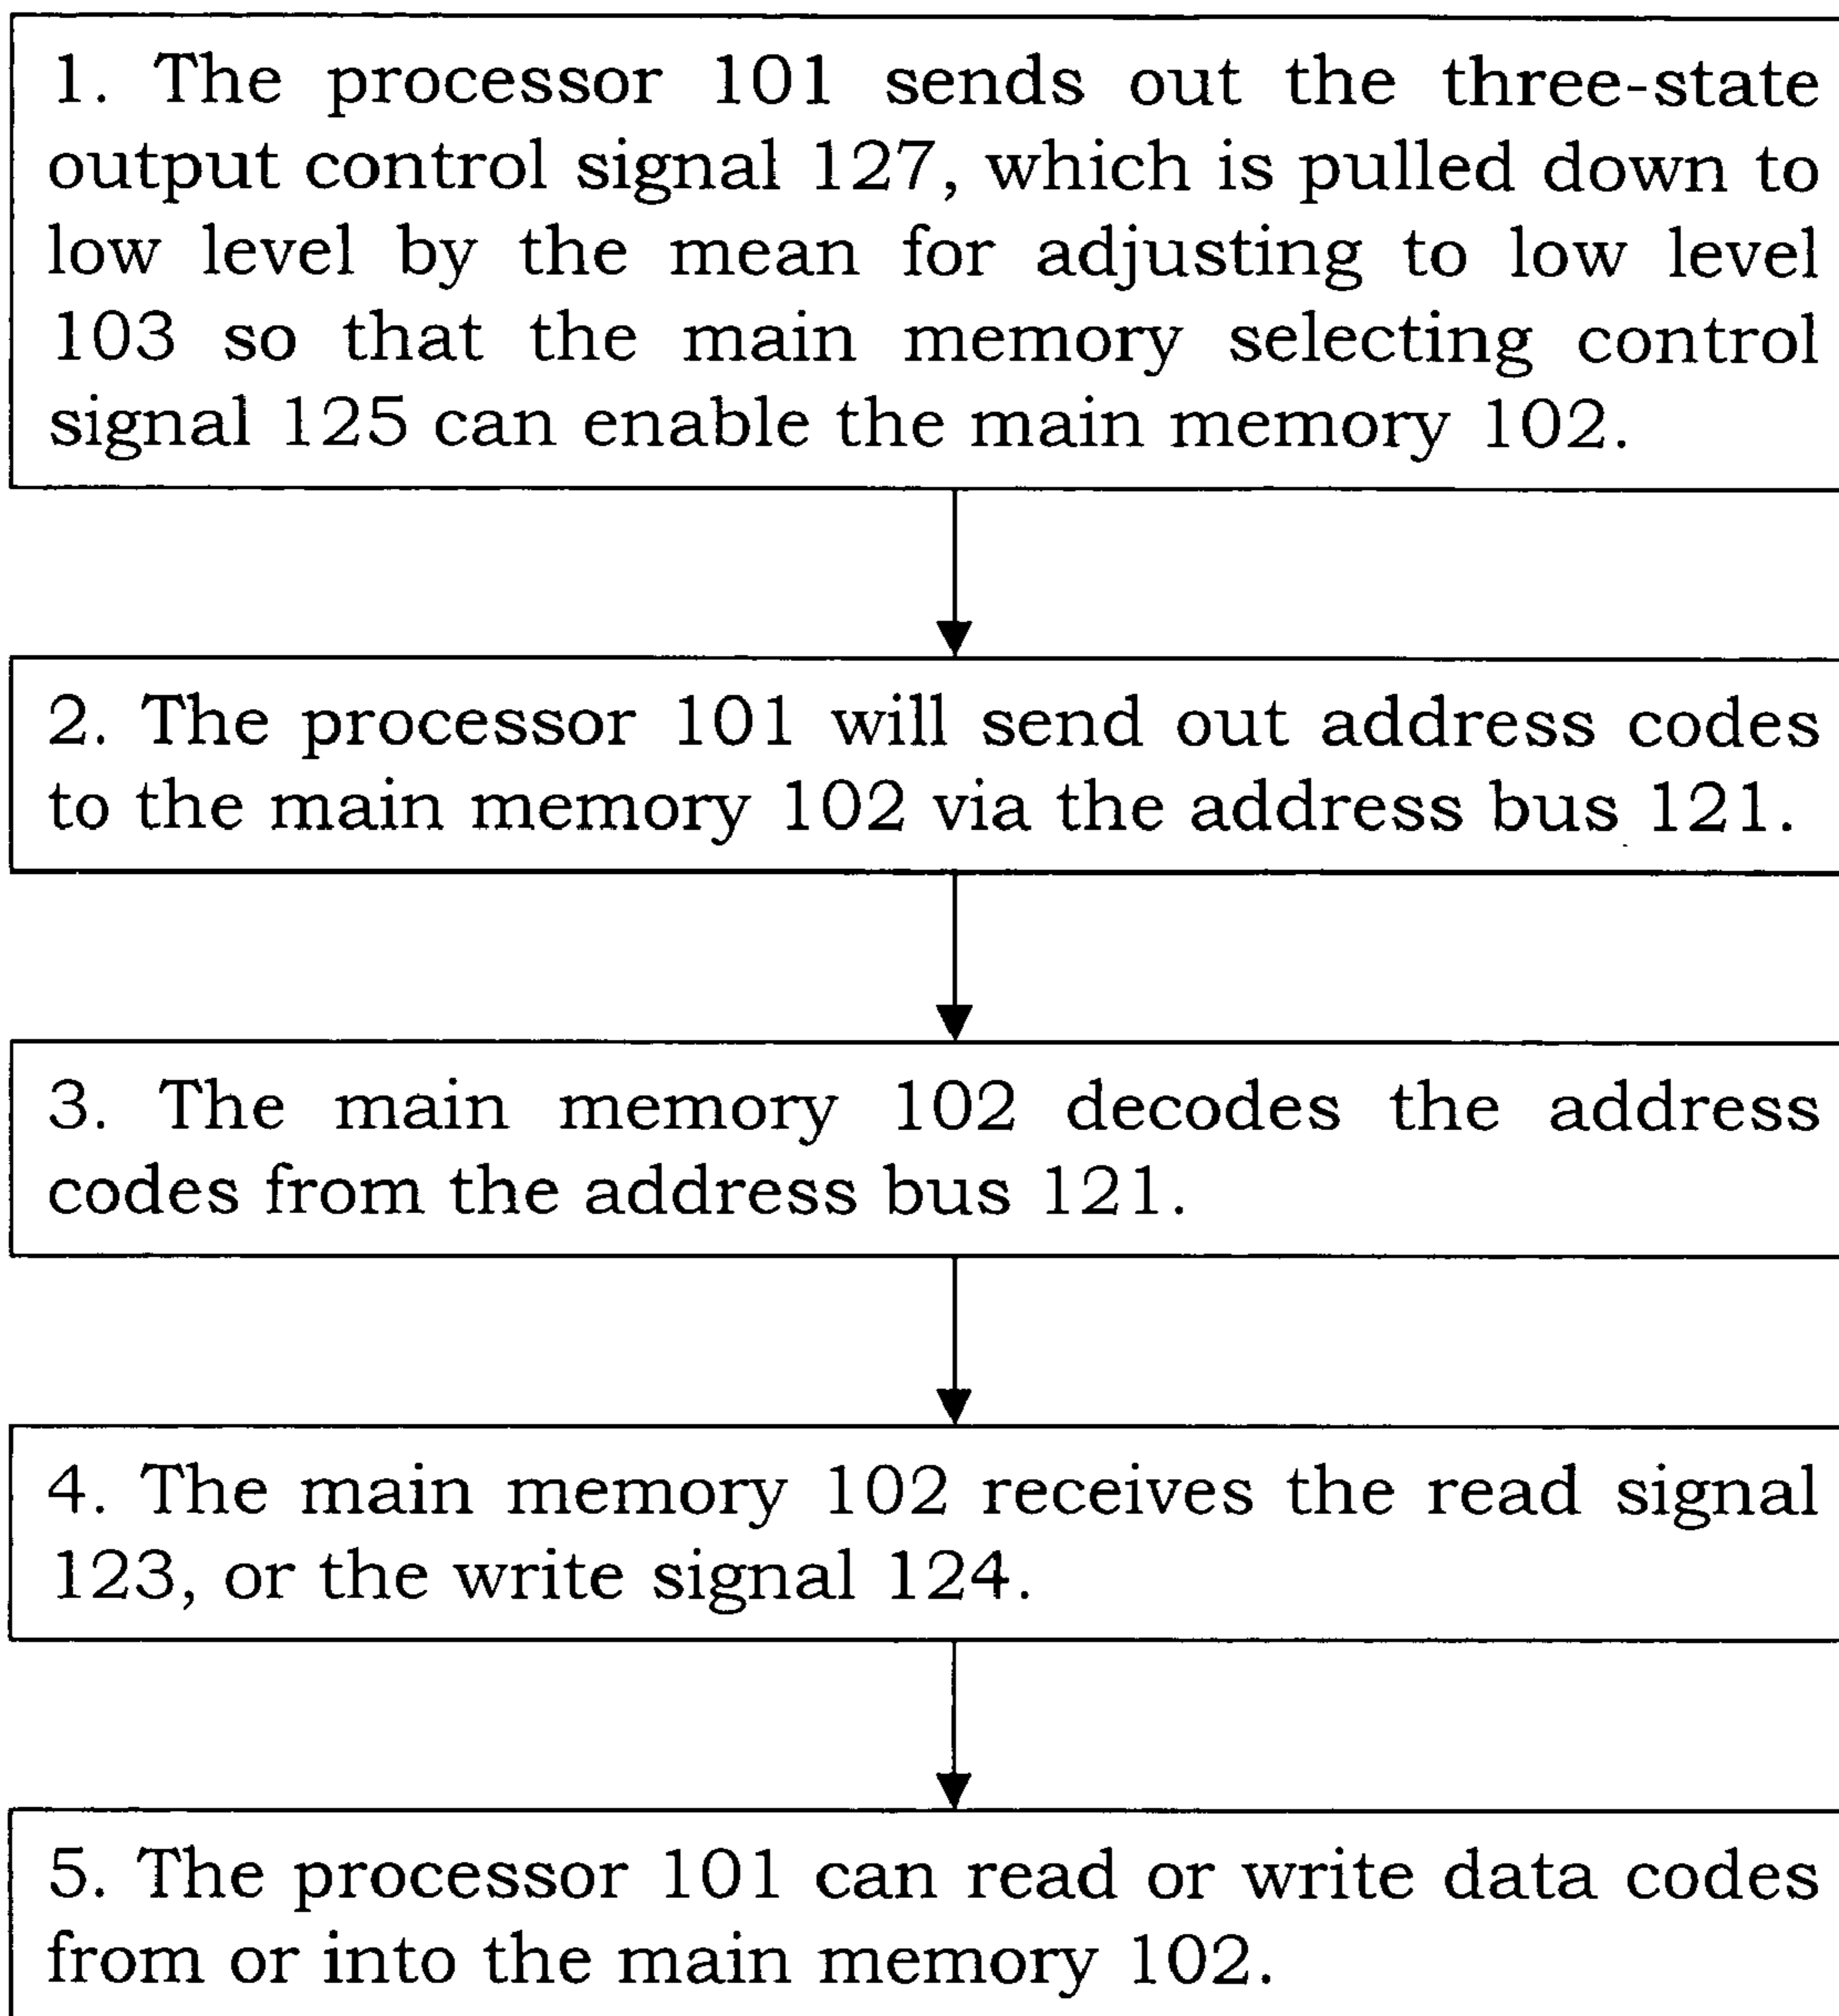 1. The processor 101 sends out the three-state
output control signal 127, which is pulled down to
low level by the mean for adjusting to low level
103 so that the main memory selecting control
signal 125 can enable the main memory 102.
2. The processor 101 will send out address codes
to the main memory 102 via the address bus 121.
3. The main memory 102 decodes the address
codes from the address bus 121.
4. The main memory 102 receives the read signal
123, or the write signal 124.
5. The processor 101 can read or write data codes
from or into the main memory 102.